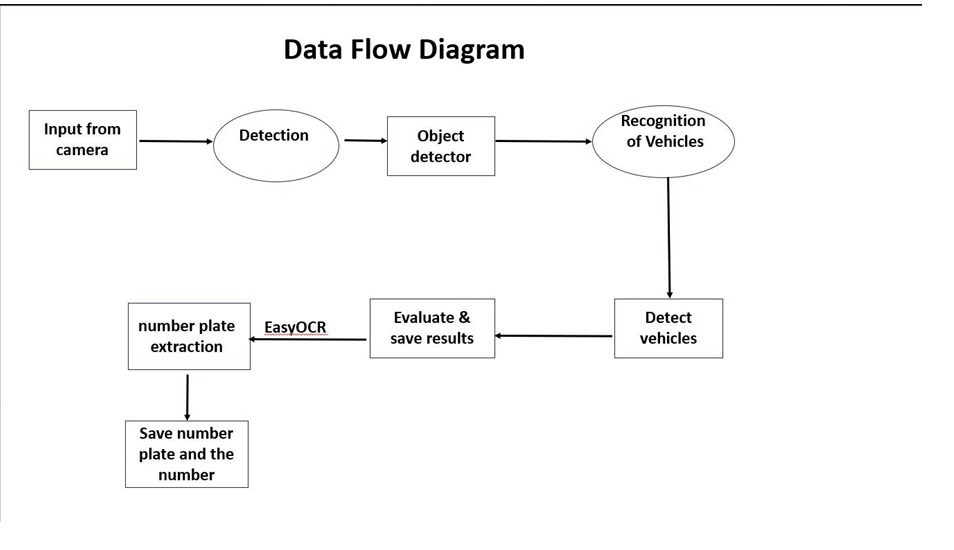 Data Flow Diagram
Input from
camera
Detection
Object
detector
Recognition
of Vehicles
Detect
vehicles
Evaluate &
save results
EasyOCR
number plate
extraction
Save number
plate and the
number